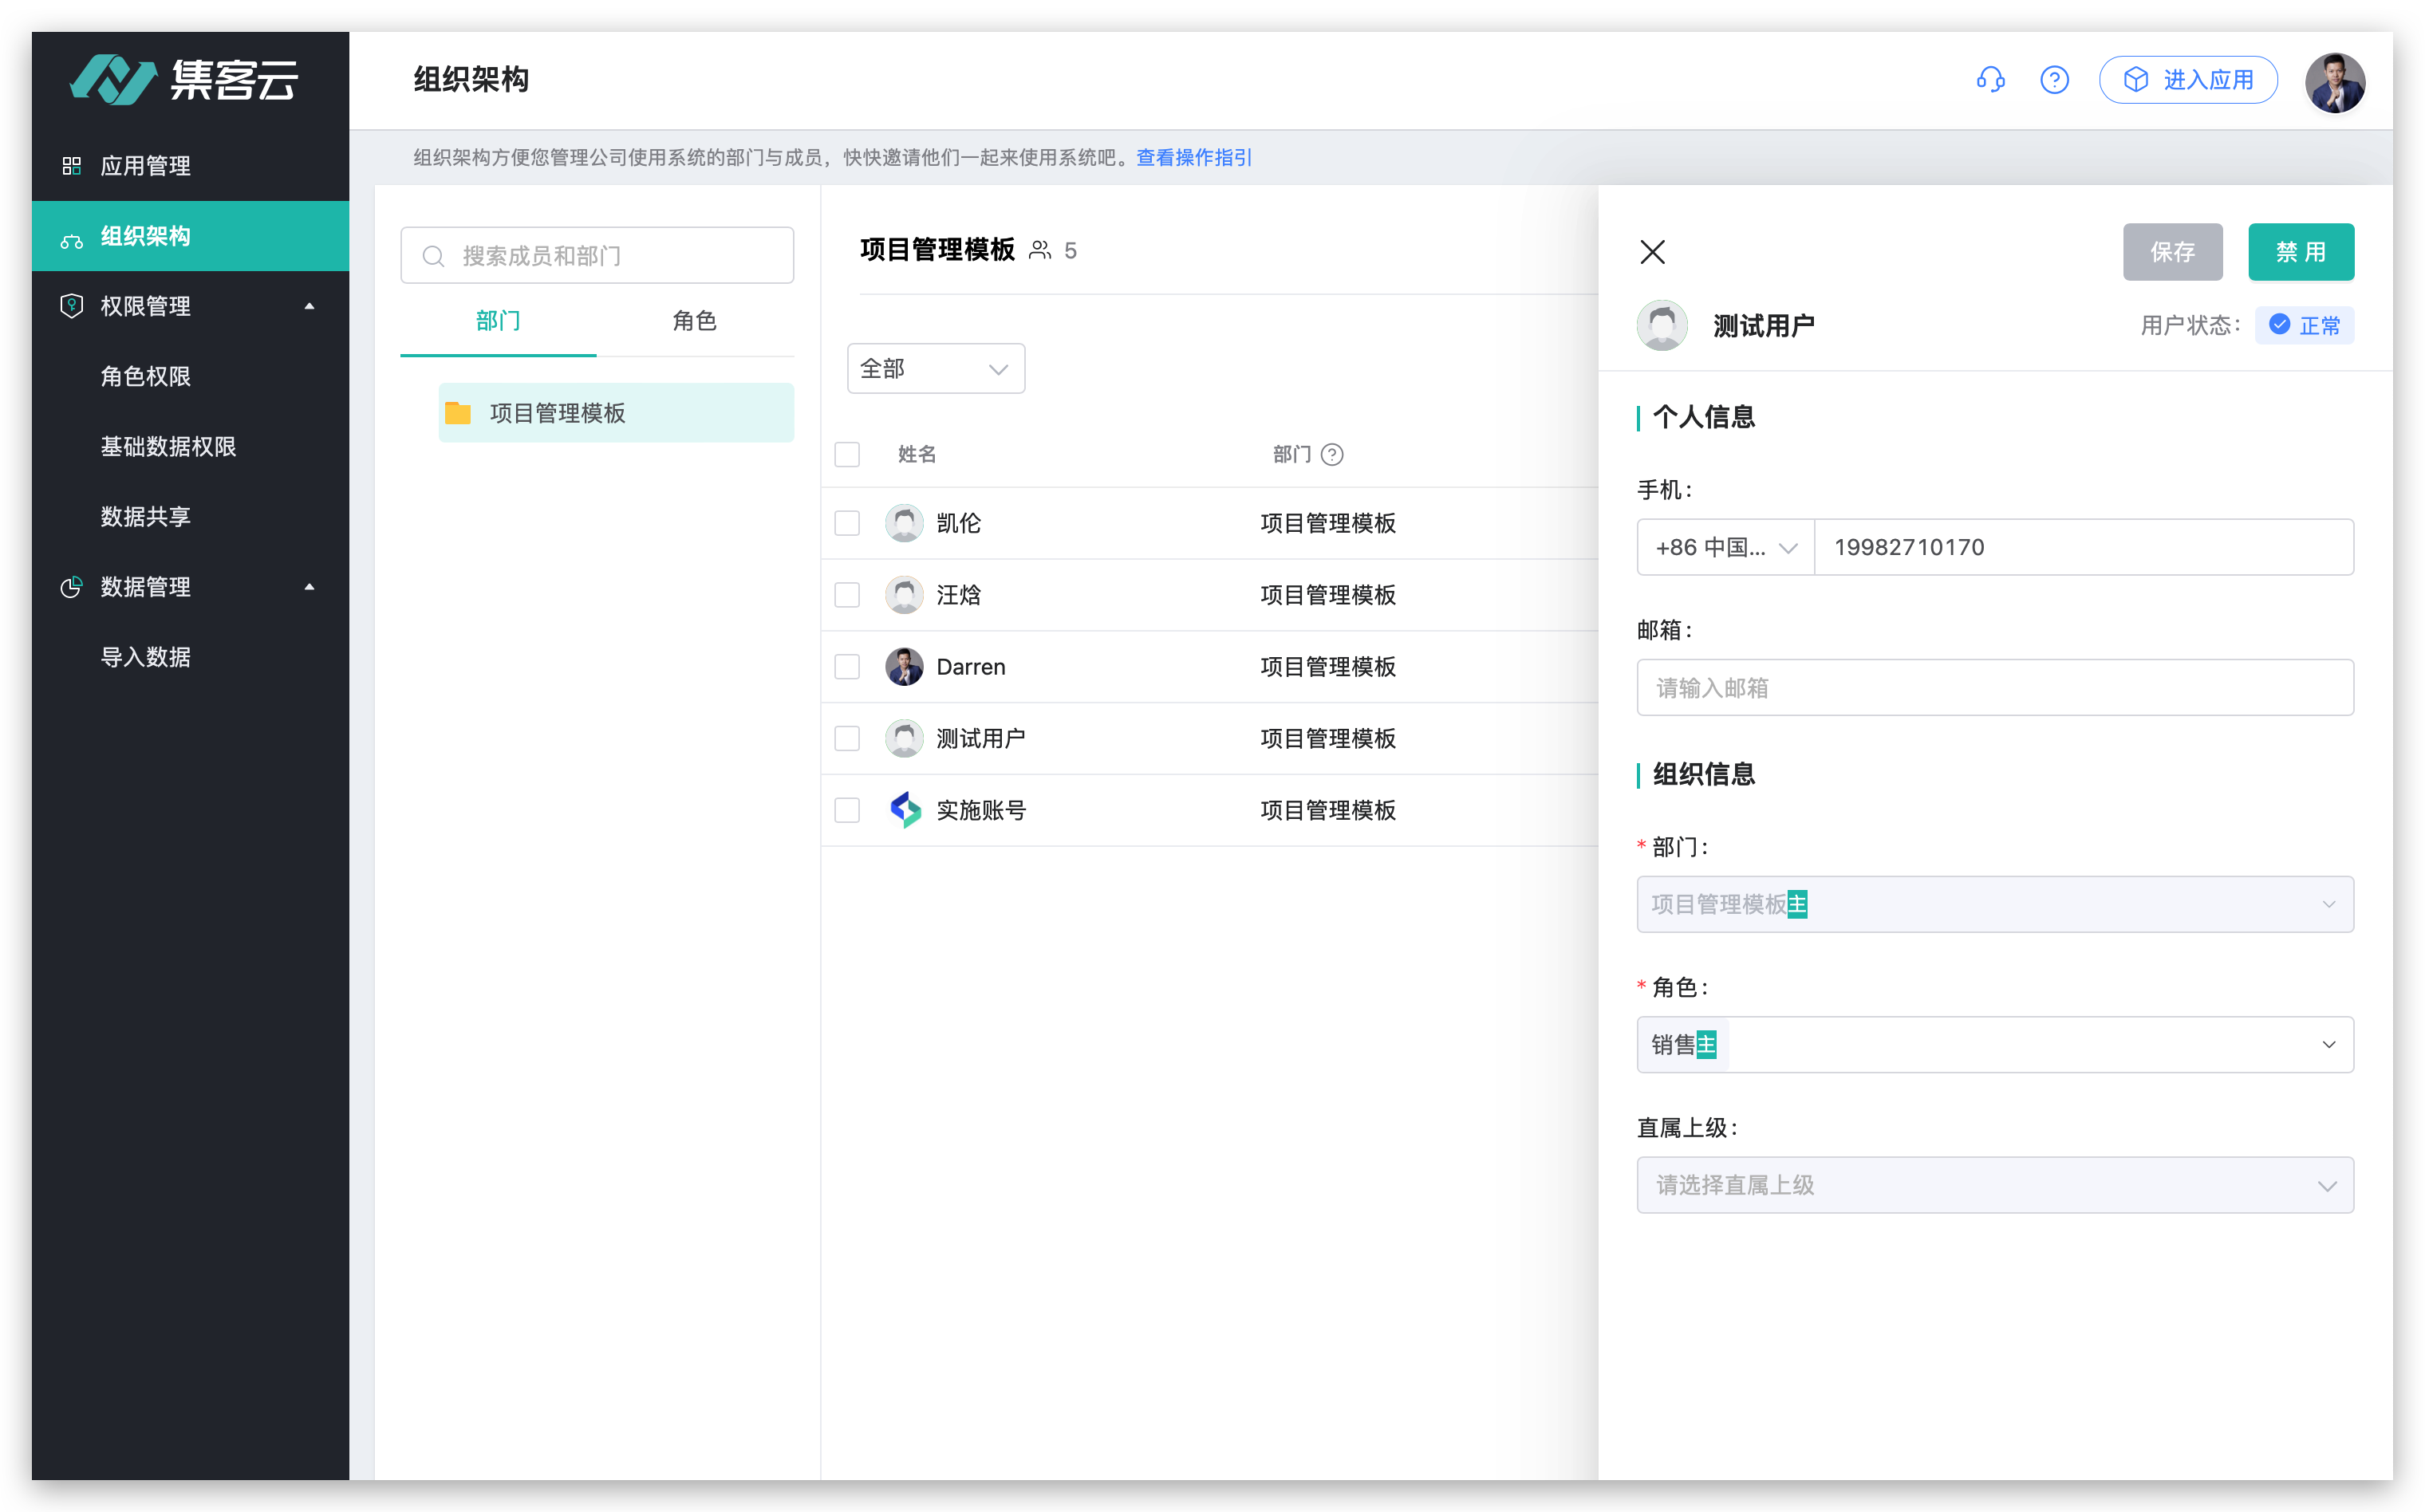 集客云
应用管理
组织架构
权限管理
角色权限
基础数据权限
数据共享
数据管理
导入数据
组织架构
进入应用
组织架构方便您管理公司使用系统的部门与成员，快快邀请他们一起来使用系统吧。查看操作指引
搜索成员和部门
部门 角色
项目管理模板
项目管理模板 5
全部
姓名 部门
凯伦 项目管理模板
汪焓 项目管理模板
Darren 项目管理模板
测试用户 项目管理模板
实施账号 项目管理模板
保存 禁用
测试用户 用户状态： 正常
个人信息
手机：
+86 中国... 19982710170
邮箱：
请输入邮箱
组织信息
* 部门：
项目管理模板主
* 角色：
销售主
直属上级：
请选择直属上级